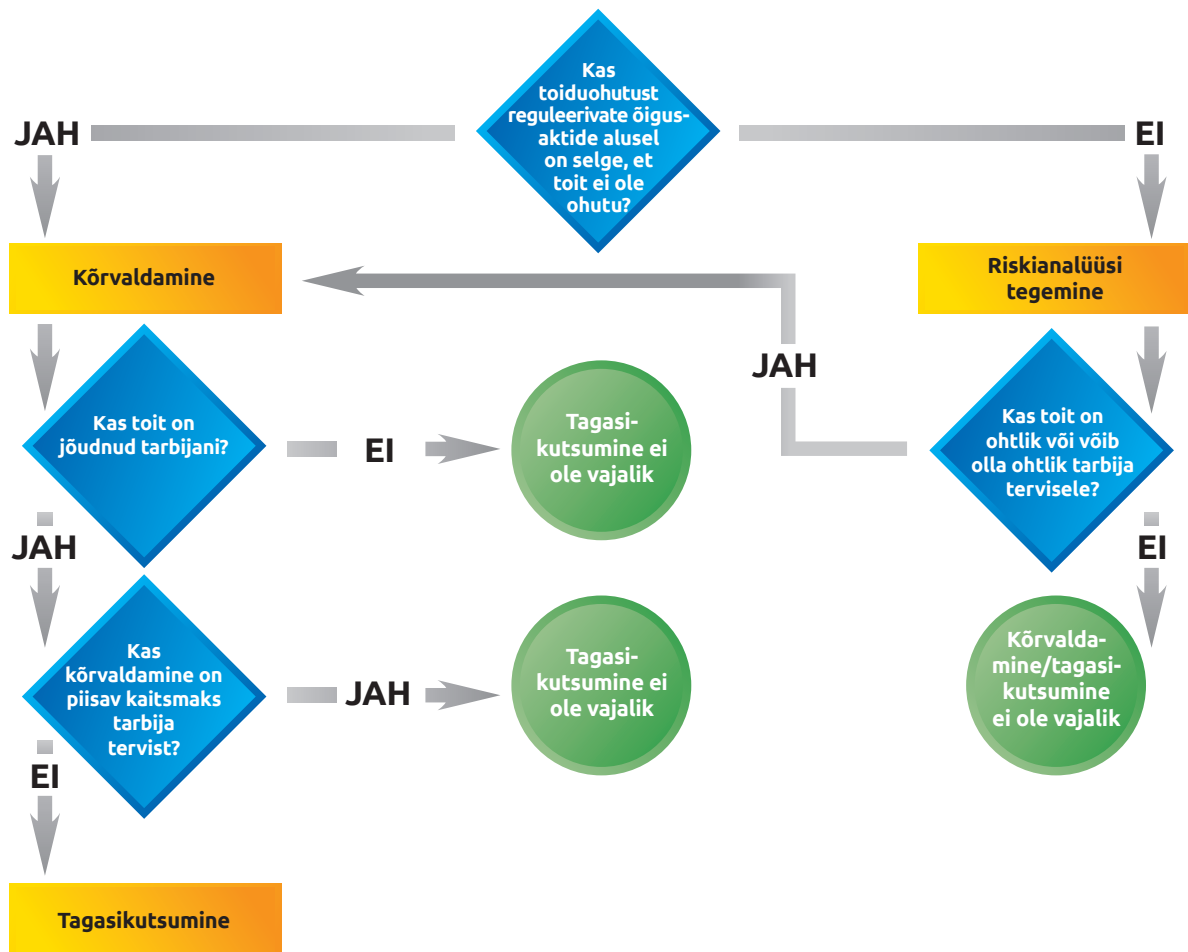 Kas
toiduohutust
reguleerivate õigus-
aktide alusel
on selge, et
toit ei ole
ohutu?
JAH
EI
Kõrvaldamine
Riskianalüüsi
tegemine
JAH
Kas toit on
jõudnud tarbijani?
EI
Tagasi-
kutsumine ei
ole vajalik
Kas toit on
ohtlik või võib
olla ohtlik tarbija
tervisele?
JAH
EI
Kas
kõrvaldamine on
piisav kaitsmaks
tarbija
tervist?
JAH
Tagasi-
kutsumine ei
ole vajalik
Kõrvalda-
mine/tagasi-
kutsumine
ei ole vajalik
EI
Tagasikutsumine